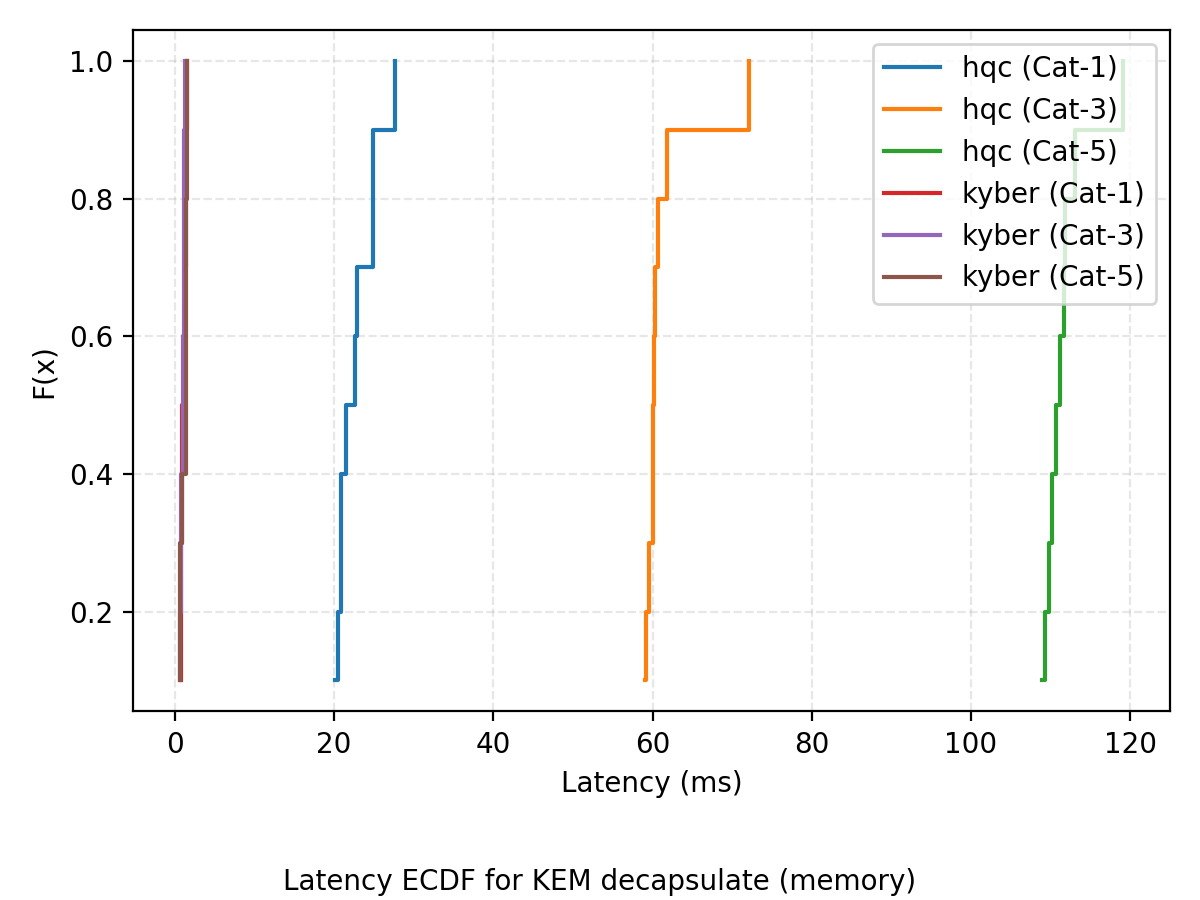 1.0
0.8
0.6
0.4
0.2
F(x)
hqc (Cat-1)
hqc (Cat-3)
hqc (Cat-5)
kyber (Cat-1)
kyber (Cat-3)
kyber (Cat-5)
0 20 40 60 80 100 120
Latency (ms)
Latency ECDF for KEM decapsulate (memory)